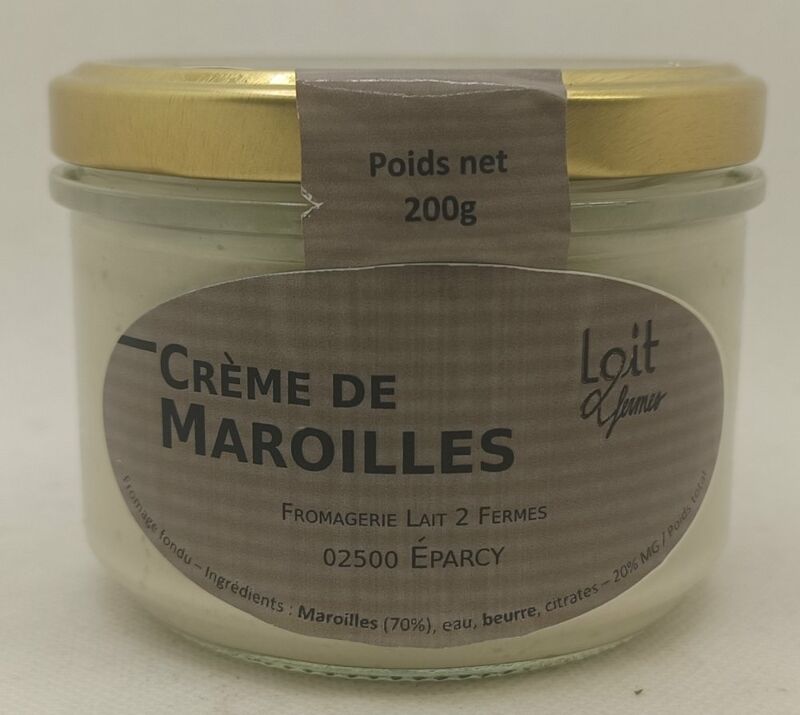 Poids net
200g
Lait
2 fermes
CRÈME DE
MAROILLES
FROMAGERIE LAIT 2 FERMES
02500 ÉPARCY
Fromage fondu – Ingrédients : Maroilles (70%), eau, beurre, citrates – 20% MG / Poids total